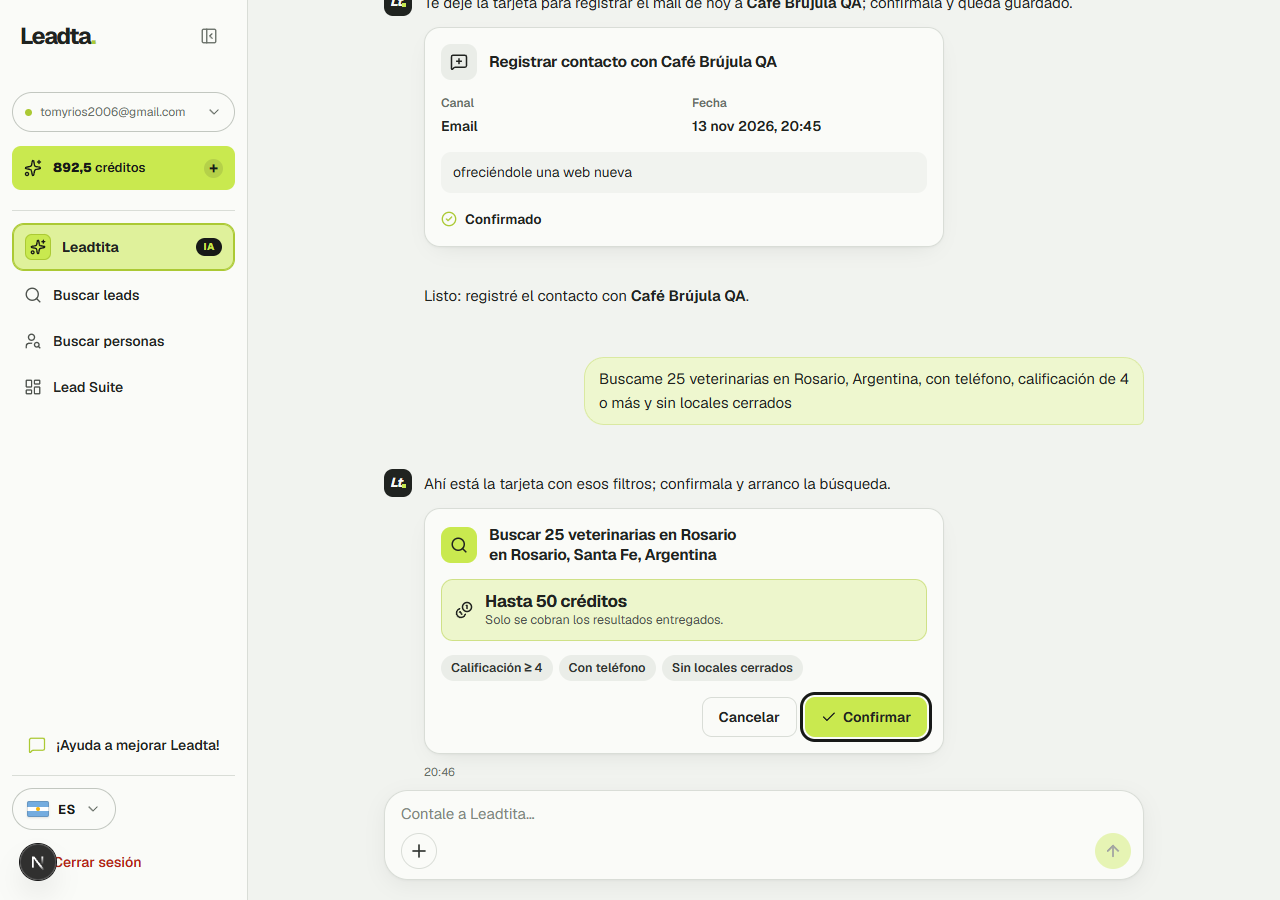 Leadta.
tomyrios2006@gmail.com
892,5 créditos
+
Leadtita
IA
Buscar leads
Buscar personas
Lead Suite
¡Ayuda a mejorar Leadta!
ES
N
Cerrar sesión
Lt.
Te dejé la tarjeta para registrar el mail de hoy a Café Brújula QA; confirmala y queda guardado.
Registrar contacto con Café Brújula QA
Canal
Fecha
Email
13 nov 2026, 20:45
ofreciéndole una web nueva
Confirmado
Listo: registré el contacto con Café Brújula QA.
Buscame 25 veterinarias en Rosario, Argentina, con teléfono, calificación de 4
o más y sin locales cerrados
Lt.
Ahí está la tarjeta con esos filtros; confirmala y arranco la búsqueda.
Buscar 25 veterinarias en Rosario
en Rosario, Santa Fe, Argentina
Hasta 50 créditos
Solo se cobran los resultados entregados.
Calificación ≥ 4
Con teléfono
Sin locales cerrados
Cancelar
Confirmar
20:46
Contale a Leadtita...